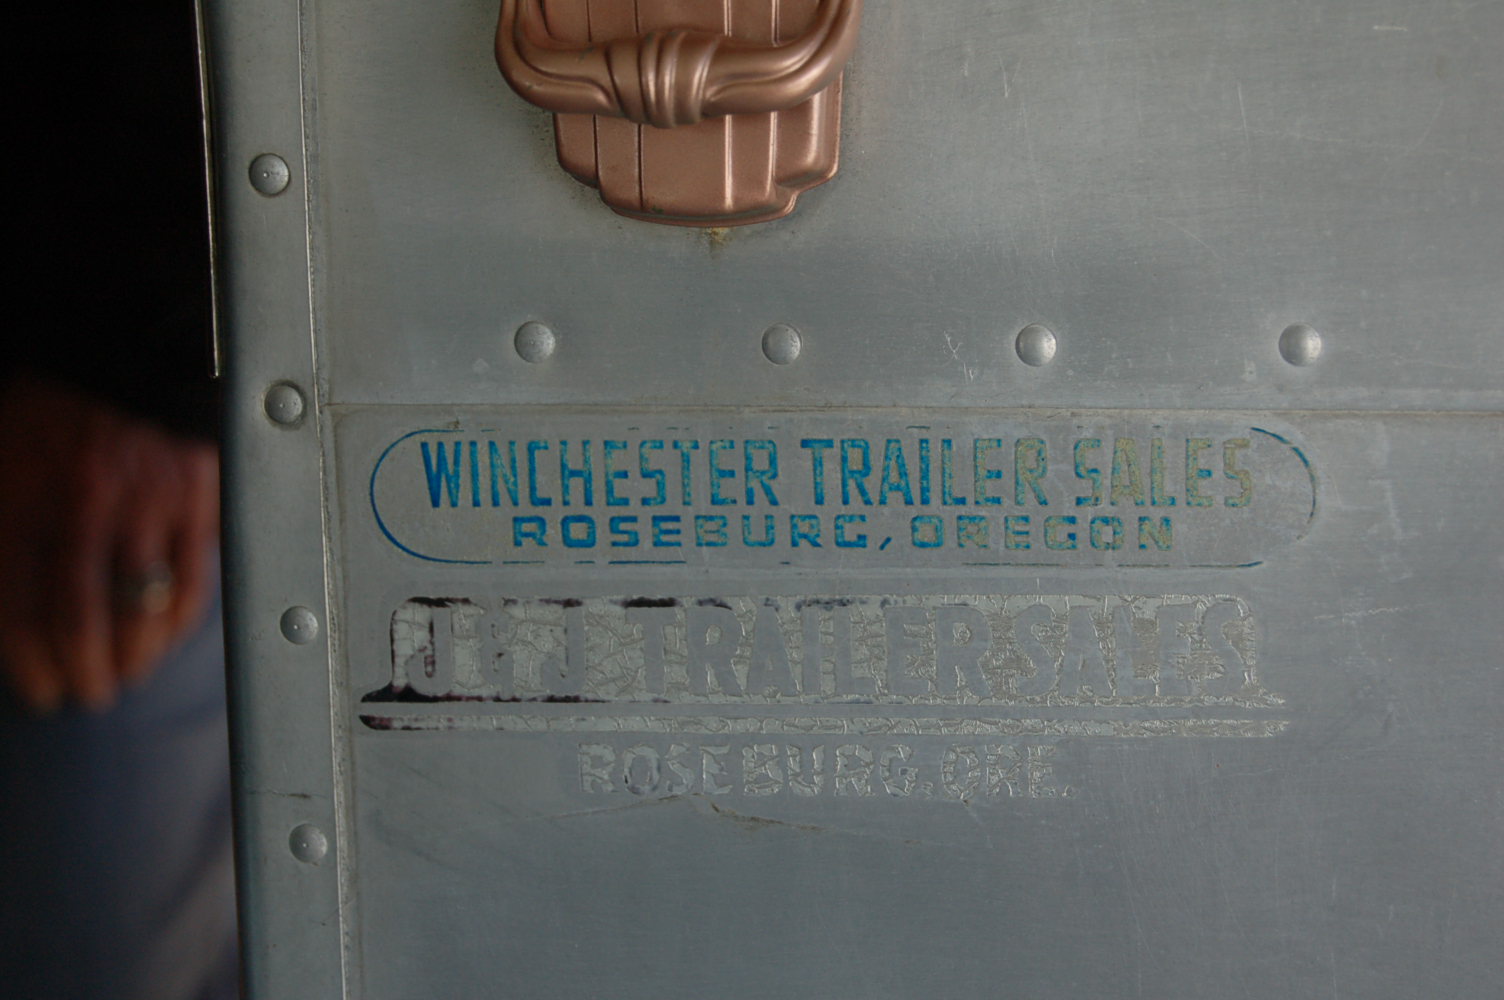 WINCHESTER TRAILER SALES
ROSEBURG, OREGON
TRAILER SALES
ROSEBURG, ORE.